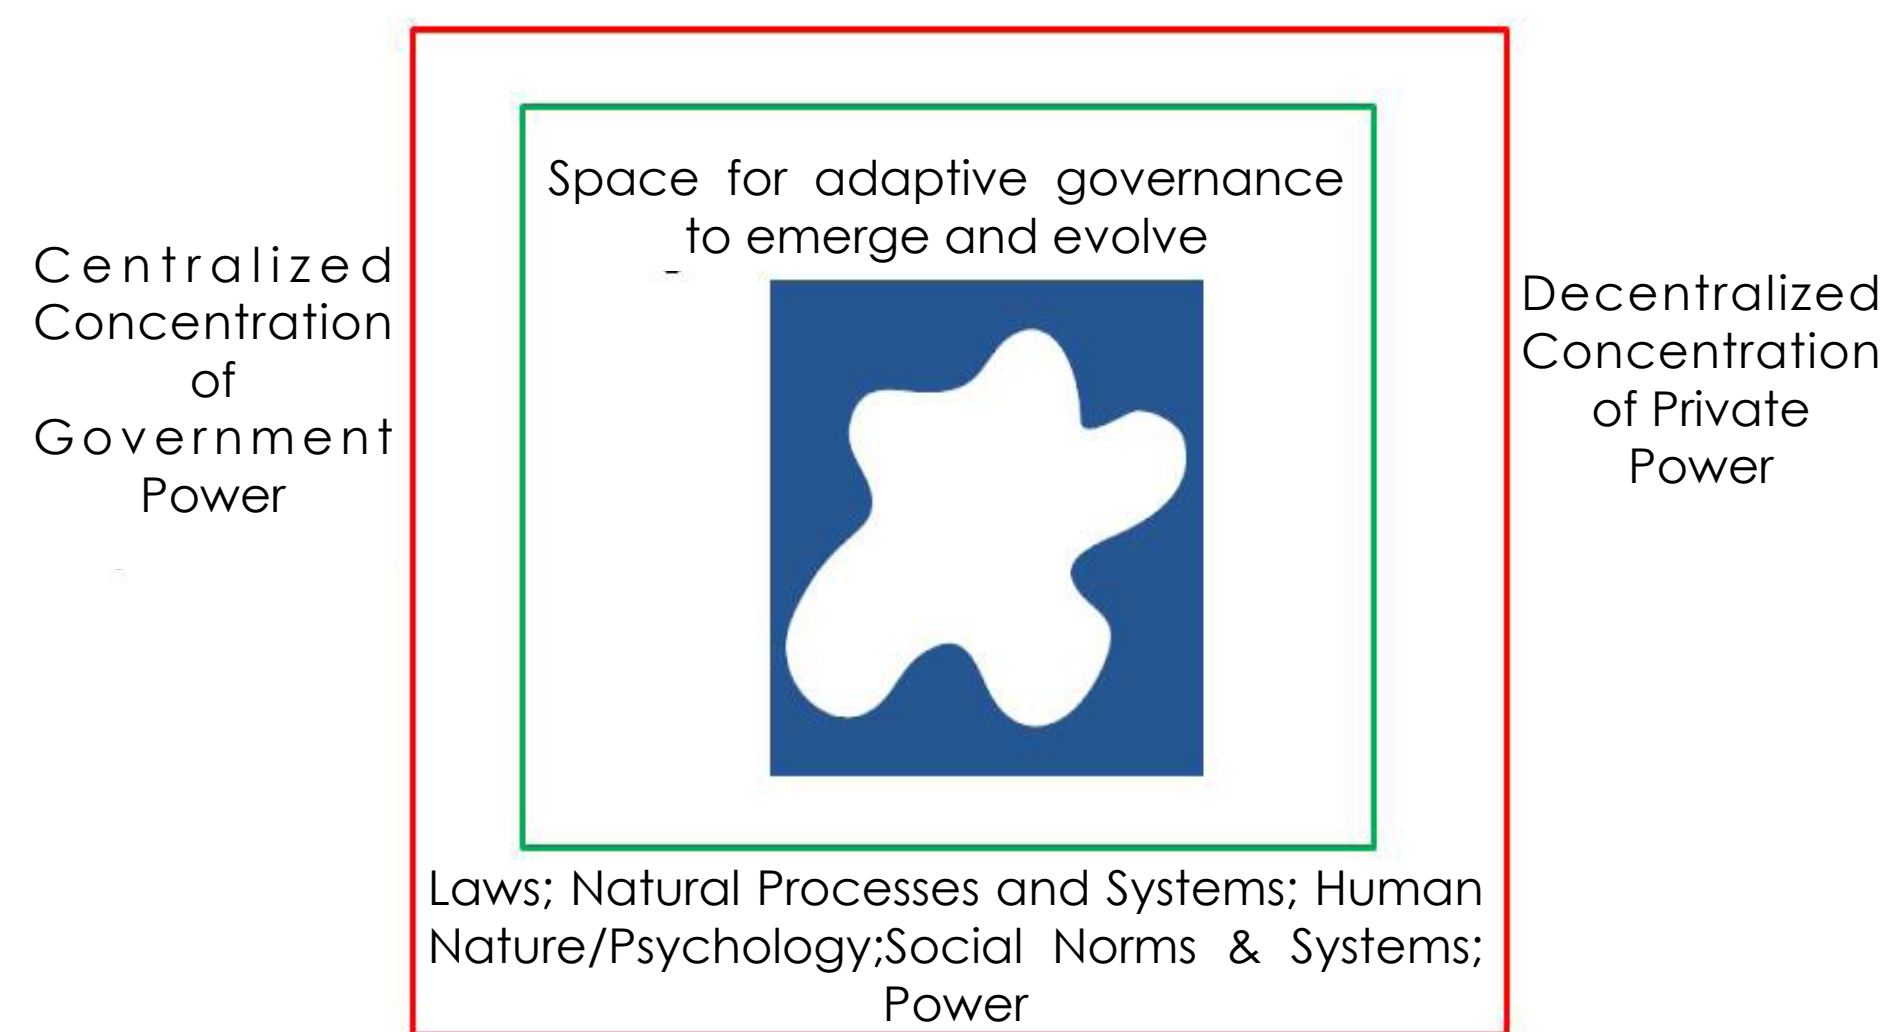 Space for adaptive governance
to emerge and evolve
Centralized
Concentration
of
Government
Power
Decentralized
Concentration
of Private
Power
Laws; Natural Processes and Systems; Human
Nature/Psychology;Social Norms & Systems;
Power